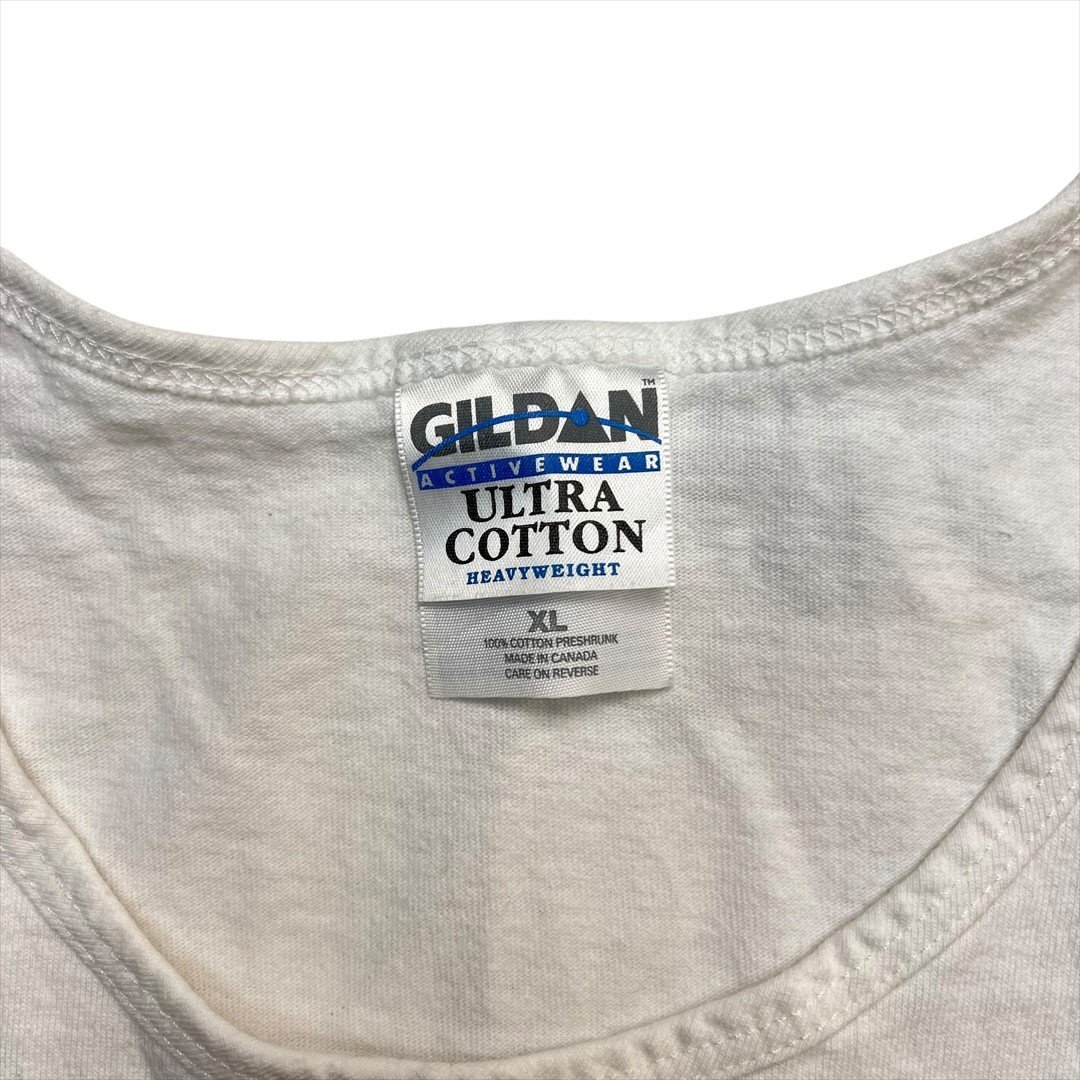 GILDAN™
ACTIVEWEAR
ULTRA
COTTON
HEAVYWEIGHT
XL
100% COTTON PRESHRUNK
MADE IN CANADA
CARE ON REVERSE